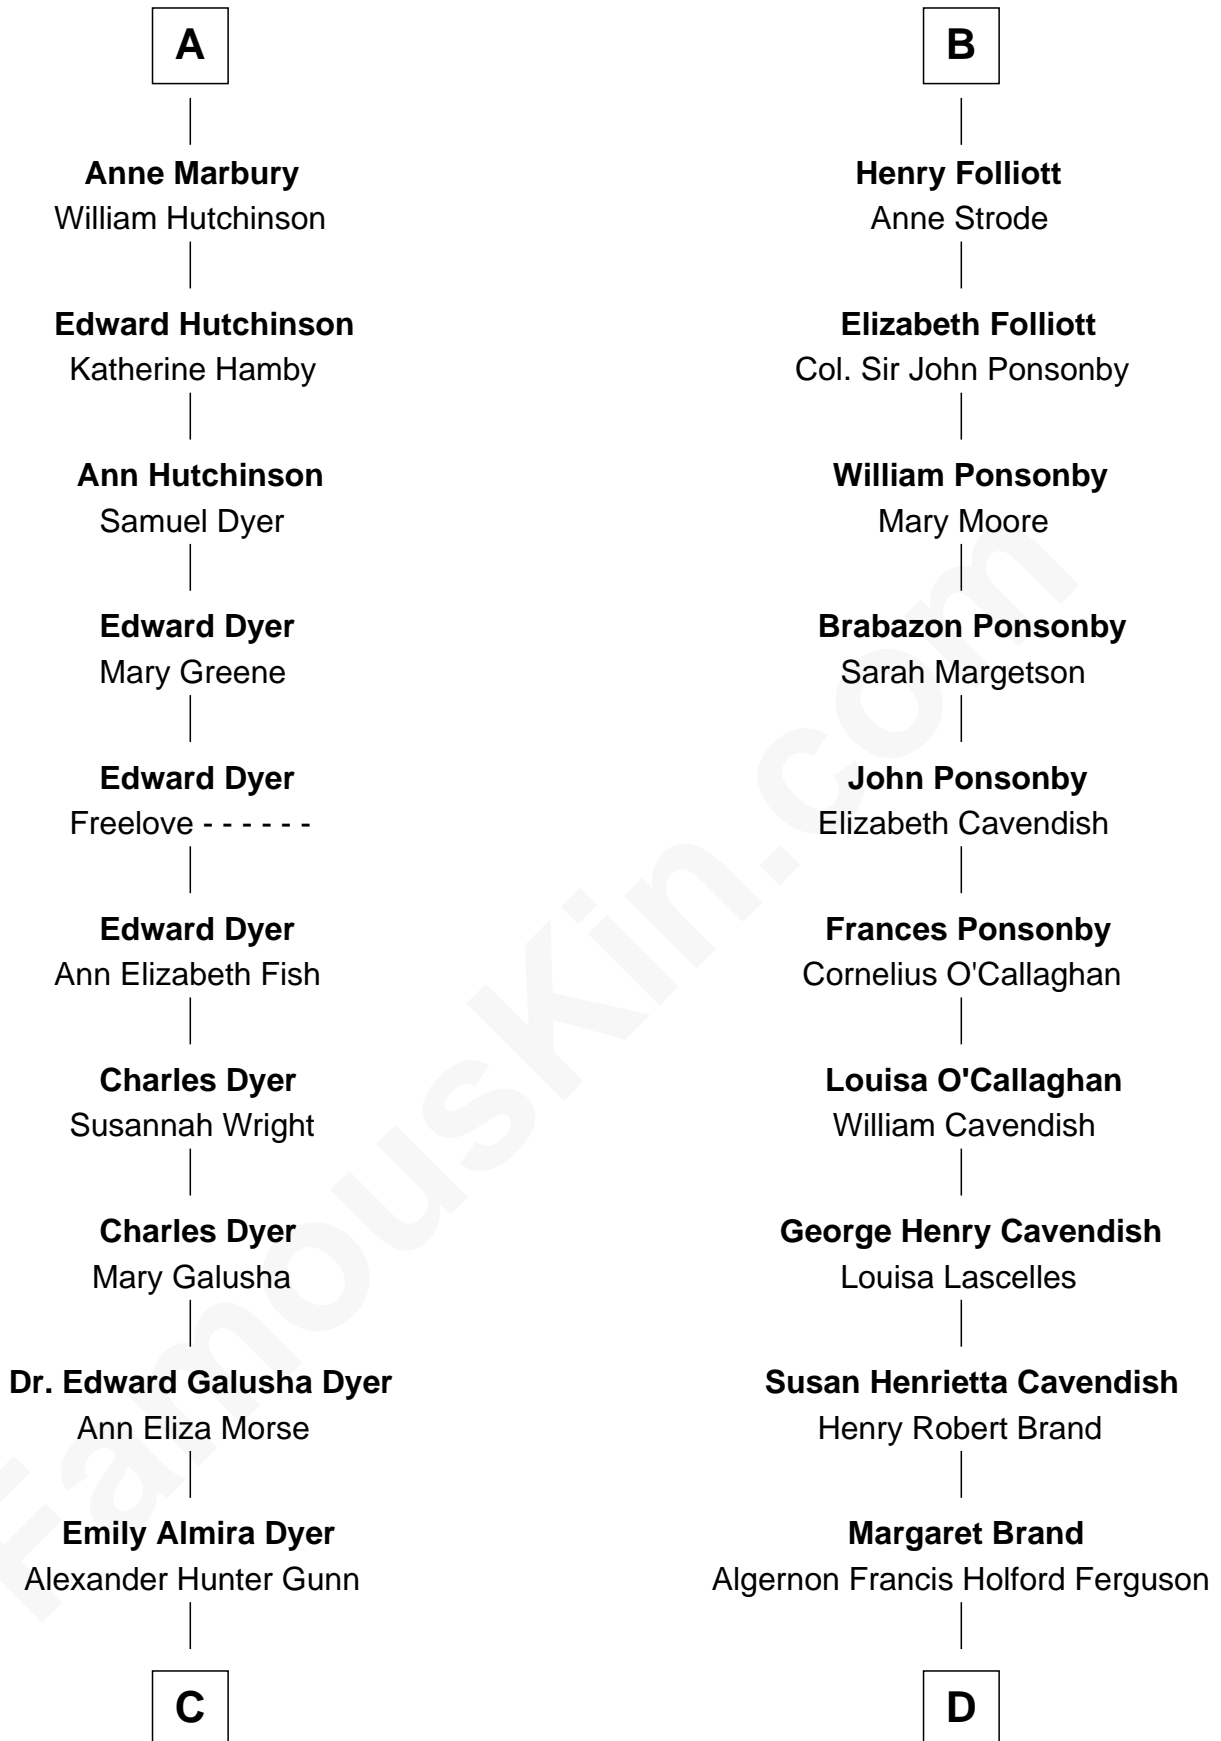 A
Anne Marbury
William Hutchinson
Edward Hutchinson
Katherine Hamby
Ann Hutchinson
Samuel Dyer
Edward Dyer
Mary Greene
Edward Dyer
Freelove - - - - - -
Edward Dyer
Ann Elizabeth Fish
Charles Dyer
Susannah Wright
Charles Dyer
Mary Galusha
Dr. Edward Galusha Dyer
Ann Eliza Morse
Emily Almira Dyer
Alexander Hunter Gunn
C
B
Henry Folliott
Anne Strode
Elizabeth Folliott
Col. Sir John Ponsonby
William Ponsonby
Mary Moore
Brabazon Ponsonby
Sarah Margetson
John Ponsonby
Elizabeth Cavendish
Frances Ponsonby
Cornelius O'Callaghan
Louisa O'Callaghan
William Cavendish
George Henry Cavendish
Louisa Lascelles
Susan Henrietta Cavendish
Henry Robert Brand
Margaret Brand
Algernon Francis Holford Ferguson
D
FamousKin.com